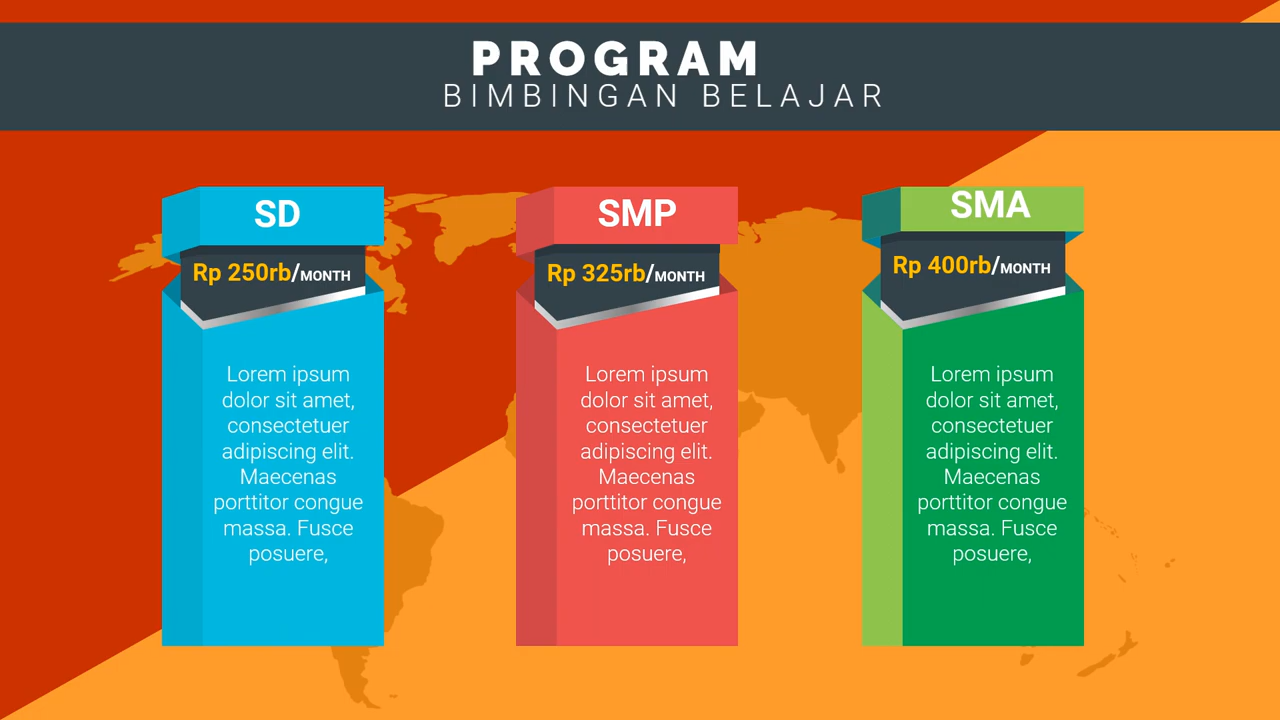 PROGRAM
BIMBINGAN BELAJAR
SD
Rp 250rb/MONTH
Lorem ipsum
dolor sit amet,
consectetuer
adipiscing elit.
Maecenas
porttitor congue
massa. Fusce
posuere,
SMP
Rp 325rb/MONTH
Lorem ipsum
dolor sit amet,
consectetuer
adipiscing elit.
Maecenas
porttitor congue
massa. Fusce
posuere,
SMA
Rp 400rb/MONTH
Lorem ipsum
dolor sit amet,
consectetuer
adipiscing elit.
Maecenas
porttitor congue
massa. Fusce
posuere,